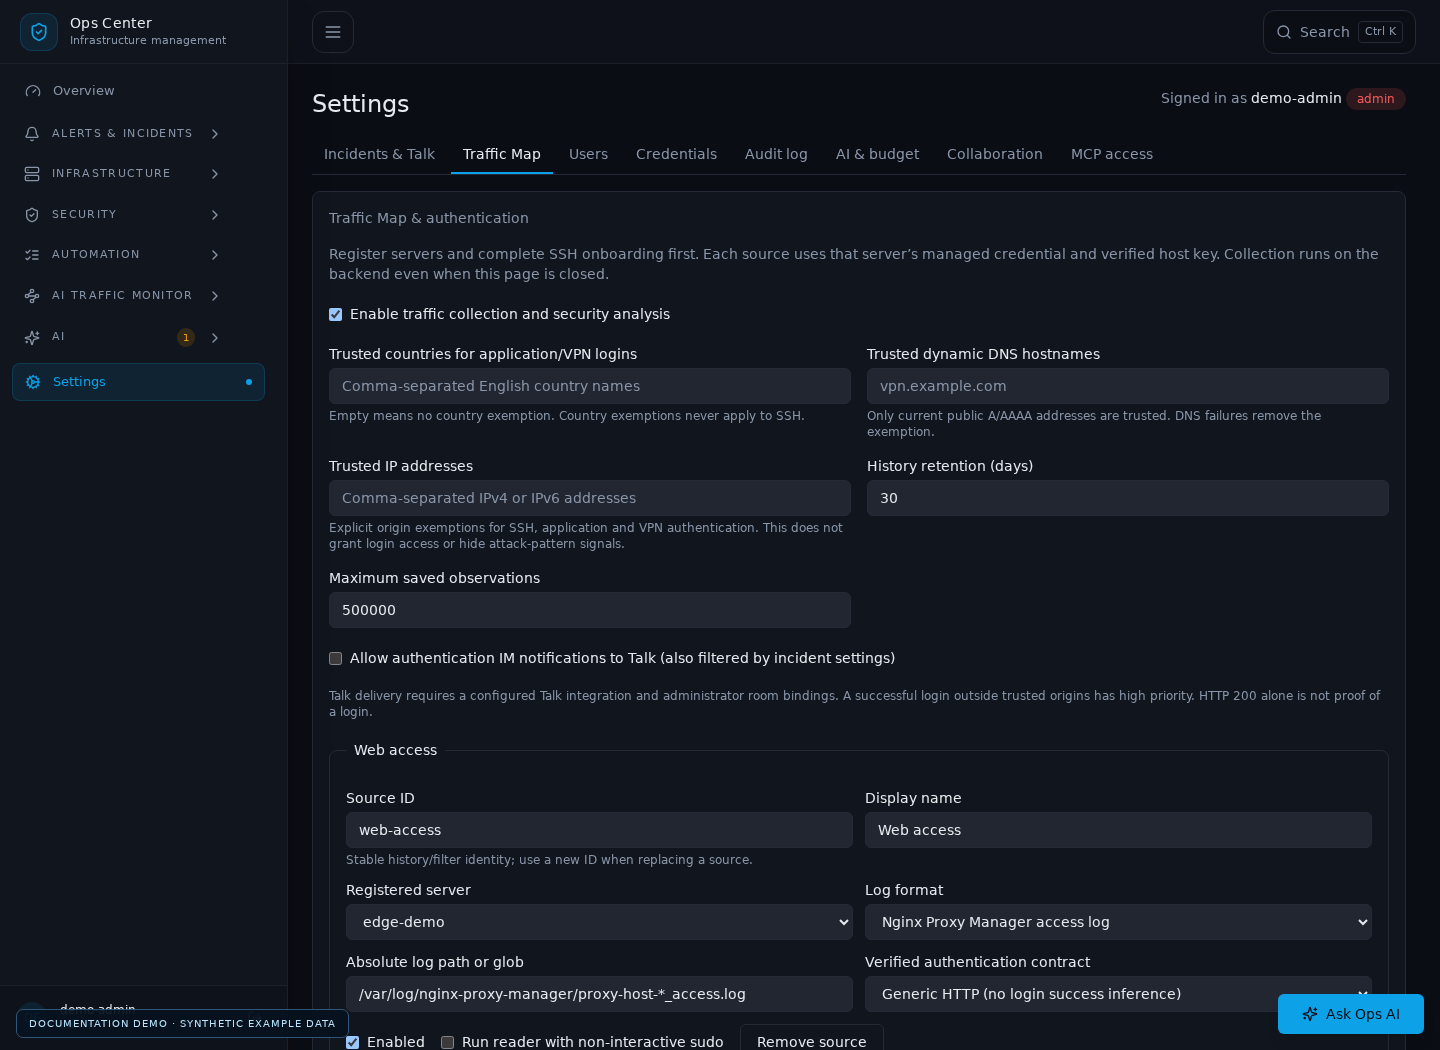 Ops Center
Infrastructure management
Search
Ctrl K
Overview
ALERTS & INCIDENTS
INFRASTRUCTURE
SECURITY
AUTOMATION
AI TRAFFIC MONITOR
AI
1
Settings
Settings
Signed in as demo-admin admin
Incidents & Talk
Traffic Map
Users
Credentials
Audit log
AI & budget
Collaboration
MCP access
Traffic Map & authentication
Register servers and complete SSH onboarding first. Each source uses that server’s managed credential and verified host key. Collection runs on the
backend even when this page is closed.
Enable traffic collection and security analysis
Trusted countries for application/VPN logins
Comma-separated English country names
Empty means no country exemption. Country exemptions never apply to SSH.
Trusted dynamic DNS hostnames
vpn.example.com
Only current public A/AAAA addresses are trusted. DNS failures remove the
exemption.
Trusted IP addresses
Comma-separated IPv4 or IPv6 addresses
Explicit origin exemptions for SSH, application and VPN authentication. This does not
grant login access or hide attack-pattern signals.
History retention (days)
30
Maximum saved observations
500000
Allow authentication IM notifications to Talk (also filtered by incident settings)
Talk delivery requires a configured Talk integration and administrator room bindings. A successful login outside trusted origins has high priority. HTTP 200 alone is not proof of
a login.
Web access
Source ID
web-access
Stable history/filter identity; use a new ID when replacing a source.
Display name
Web access
Registered server
edge-demo
Log format
Nginx Proxy Manager access log
Absolute log path or glob
/var/log/nginx-proxy-manager/proxy-host-*_access.log
Verified authentication contract
Generic HTTP (no login success inference)
Enabled
Run reader with non-interactive sudo
Remove source
Ask Ops AI
demo-admin
DOCUMENTATION DEMO · SYNTHETIC EXAMPLE DATA